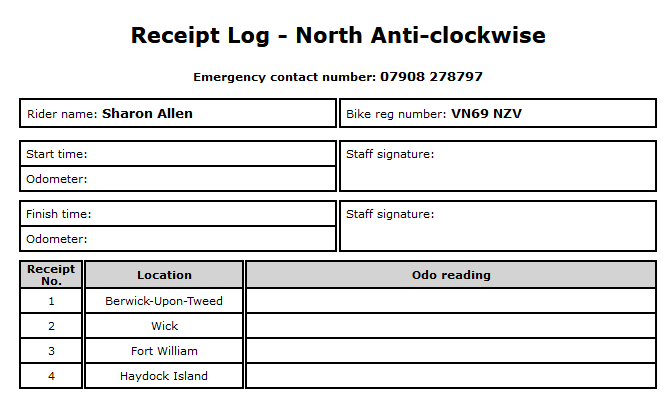 Receipt Log - North Anti-clockwise
Emergency contact number: 07908 278797
Rider name: Sharon Allen
Bike reg number: VN69 NZV
Start time:
Staff signature:
Odometer:
Finish time:
Staff signature:
Odometer:
Receipt No. Location Odo reading
1 Berwick-Upon-Tweed
2 Wick
3 Fort William
4 Haydock Island